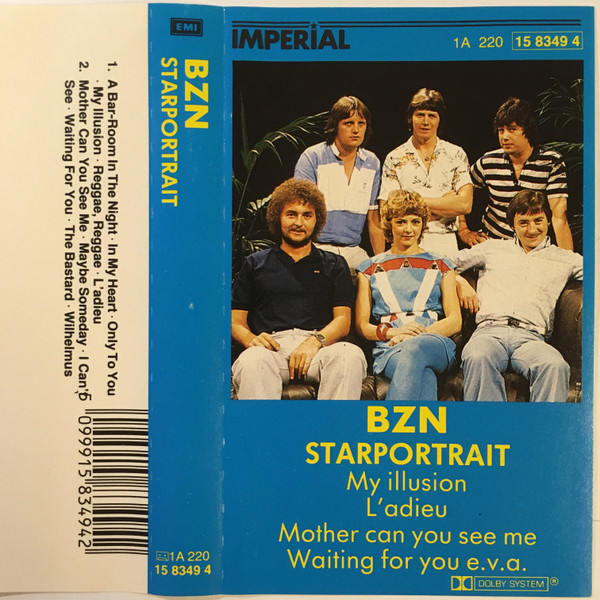 1. A Bar-Room In The Night · In My Heart · Only To You
· My Illusion · Reggae, Reggae · L'adieu
2. Mother Can You See Me · Maybe Someday · I Can't
See · Waiting For You · The Bastard · Wilhelmus
5 099915 834942
EMI
BZN
STARPORTRAIT
1A 220
15 8349 4
IMPERIAL
1A 220 15 8349 4
BZN
STARPORTRAIT
My illusion
L'adieu
Mother can you see me
Waiting for you e.v.a.
DOLBY SYSTEM®